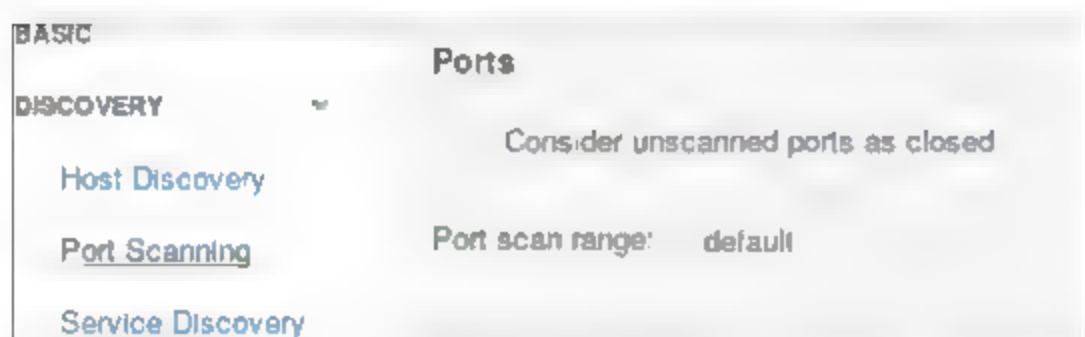 BASIC
DISCOVERY
Host Discovery
Port Scanning
Service Discovery
Ports
Consider unscanned ports as closed
Port scan range: default